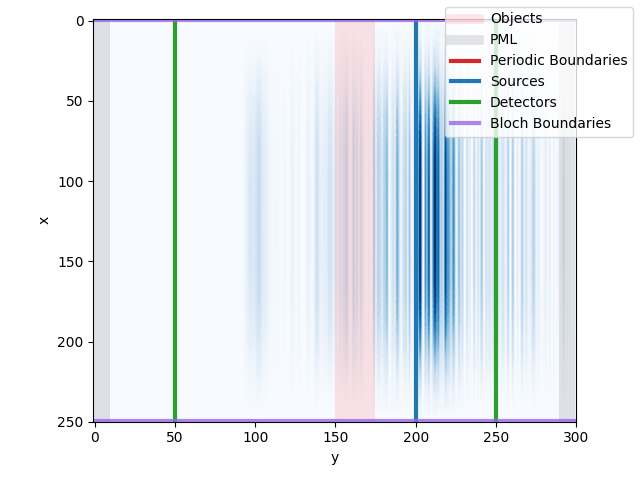 Objects
PML
Periodic Boundaries
Sources
Detectors
Bloch Boundaries
0
50
100
150
200
250
x
0 50 100 150 200 250 300
y